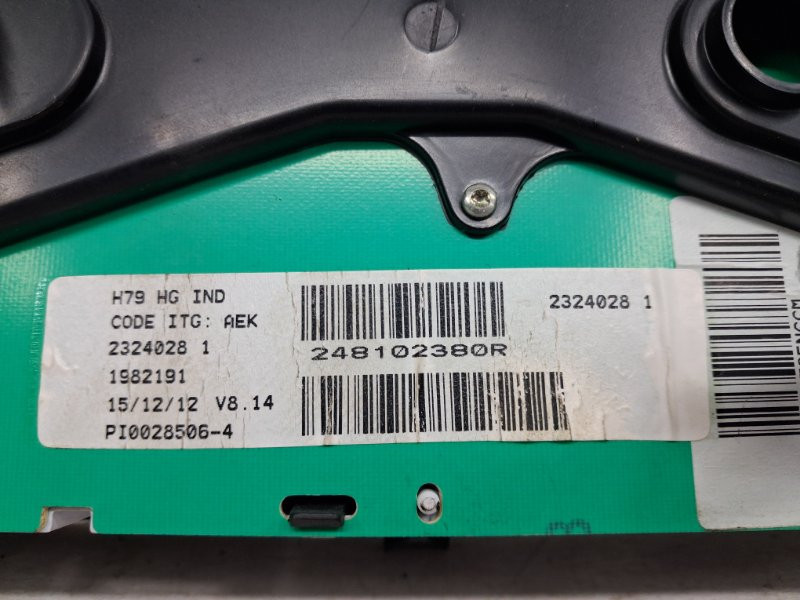 H79 HG IND
CODE ITG: AEK
2324028 1
1982191
15/12/12 V8.14
PI0028506-4
248102380R
2324028 1